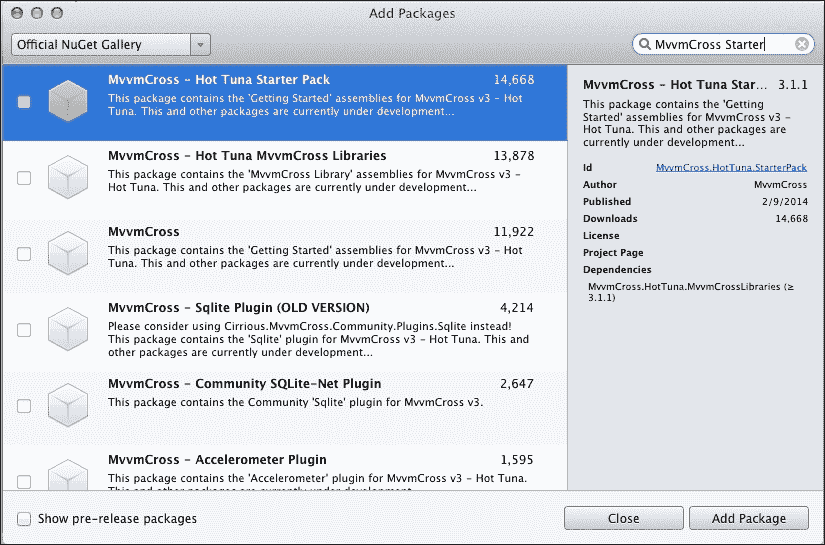 Add Packages
Official NuGet Gallery
MvvmCross Starter
MvvmCross – Hot Tuna Starter Pack 14,668
This package contains the 'Getting Started' assemblies for MvvmCross v3 – Hot
Tuna. This and other packages are currently under development...
MvvmCross – Hot Tuna MvvmCross Libraries 13,878
This package contains the 'MvvmCross Library' assemblies for MvvmCross v3 –
Hot Tuna. This and other packages are currently under development...
MvvmCross 11,922
This package contains the 'Getting Started' assemblies for MvvmCross v3 – Hot
Tuna. This and other packages are currently under development...
MvvmCross – Sqlite Plugin (OLD VERSION) 4,214
Please consider using Cirrious.MvvmCross.Community.Plugins.Sqlite instead!
This package contains the 'Sqlite' plugin for MvvmCross v3 – Hot Tuna. This and
other packages are currently under development...
MvvmCross – Community SQLite-Net Plugin 2,647
This package contains the Community 'Sqlite' plugin for MvvmCross v3.
MvvmCross – Accelerometer Plugin 1,595
This package contains the 'Accelerometer' plugin for MvvmCross v3 – Hot Tuna.
This and other packages are currently under development
MvvmCross – Hot Tuna Star... 3.1.1
This package contains the 'Getting
Started' assemblies for MvvmCross v3 –
Hot Tuna. This and other packages are
currently under development...
Id MvvmCross.HotTuna.StarterPack
Author MvvmCross
Published 2/9/2014
Downloads 14,668
License
Project Page
Dependencies
MvvmCross.HotTuna.MvvmCrossLibraries (≥
3.1.1)
Show pre-release packages
Close
Add Package